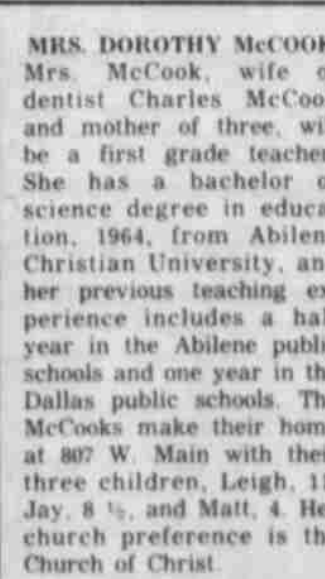 MRS. DOROTHY McCOOK
Mrs. McCook, wife o
dentist Charles McCoo
and mother of three, wi
be a first grade teacher
She has a bachelor o
science degree in educa
tion, 1964, from Abilen
Christian University, an
her previous teaching ex
perience includes a hal
year in the Abilene publi
schools and one year in th
Dallas public schools. Th
McCooks make their hom
at 807 W. Main with thei
three children, Leigh, 11
Jay, 8 ½, and Matt, 4. He
church preference is th
Church of Christ.